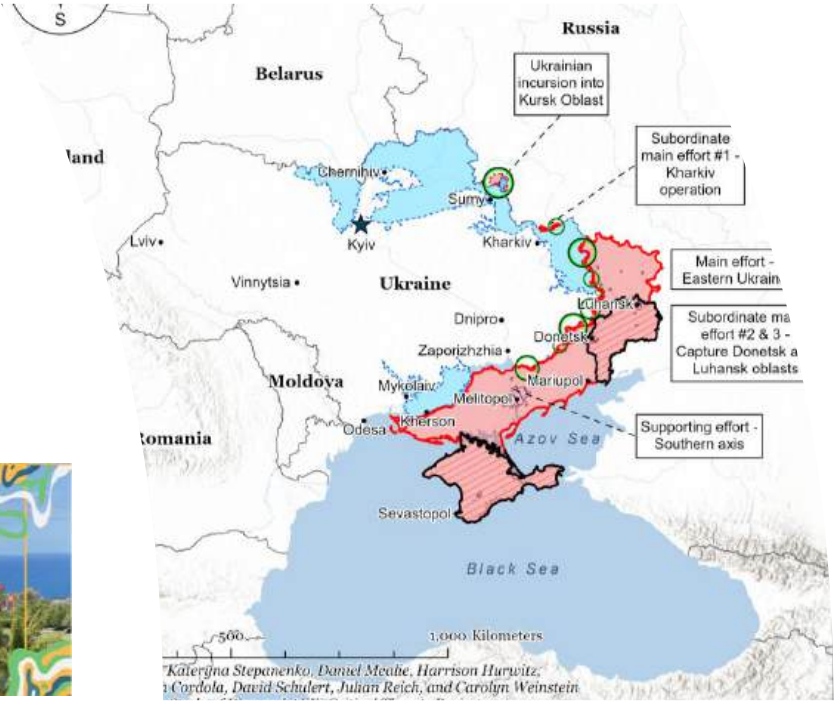 S
Russia
Belarus
Ukrainian
incursion into
Kursk Oblast
Subordinate
main effort #1 -
Kharkiv
operation
land
Chernihiv
Sumy
Lviv
Kyiv
Kharkiv
Main effort -
Eastern Ukrain
Vinnytsia
Ukraine
Luhansk
Subordinate ma
effort #2 & 3 -
Capture Donetsk a
Luhansk oblasts
Dnipro
Donetsk
Zaporizhzhia
Moldova
Mykolaiv
Mariupol
Melitopol
Kherson
Odesa
Romania
Azov Sea
Supporting effort -
Southern axis
Sevastopol
Black Sea
500
1,000 Kilometers
Kateryna Stepanenko, Daniel Mealie, Harrison Hurwitz,
Cordola, David Schulert, Julian Reich, and Carolyn Weinstein